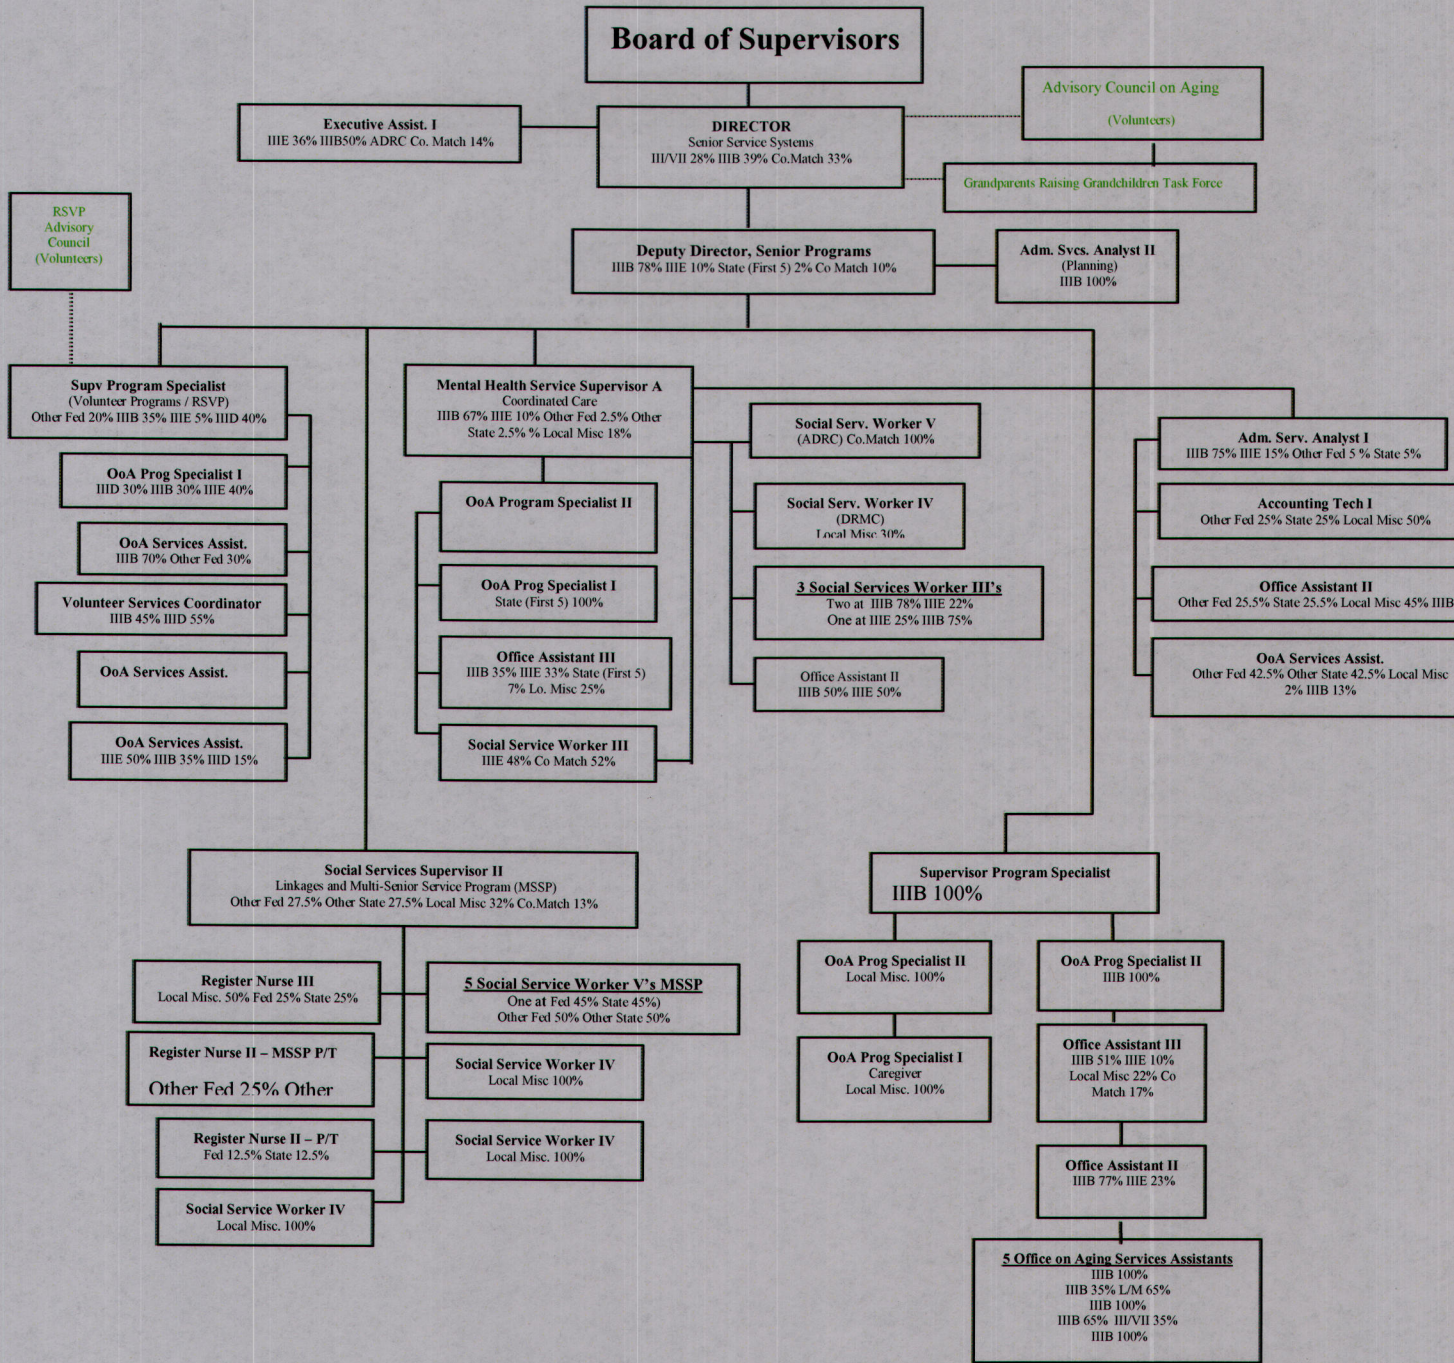 Board of Supervisors
Advisory Council on Aging
(Volunteers)
Executive Assist. I
IIIE 36% IIIB50% ADRC Co. Match 14%
DIRECTOR
Senior Service Systems
III/VII 28% IIIB 39% Co.Match 33%
Grandparents Raising Grandchildren Task Force
RSVP
Advisory
Council
(Volunteers)
Deputy Director, Senior Programs
IIIB 78% IIIE 10% State (First 5) 2% Co Match 10%
Adm. Svcs. Analyst II
(Planning)
IIIB 100%
Supv Program Specialist
(Volunteer Programs / RSVP)
Other Fed 20% IIIB 35% IIIE 5% IIID 40%
OoA Prog Specialist I
IIID 30% IIIB 30% IIIE 40%
OoA Services Assist.
IIIB 70% Other Fed 30%
Volunteer Services Coordinator
IIIB 45% IIID 55%
OoA Services Assist.
OoA Services Assist.
IIIE 50% IIIB 35% IIID 15%
Mental Health Service Supervisor A
Coordinated Care
IIIB 67% IIIE 10% Other Fed 2.5% Other
State 2.5% % Local Misc 18%
OoA Program Specialist II
OoA Prog Specialist I
State (First 5) 100%
Office Assistant III
IIIB 35% IIIE 33% State (First 5)
7% Lo. Misc 25%
Social Service Worker III
IIIE 48% Co Match 52%
Social Serv. Worker V
(ADRC) Co.Match 100%
Social Serv. Worker IV
(DRMC)
Local Misc 30%
3 Social Services Worker III's
Two at IIIB 78% IIIE 22%
One at IIIE 25% IIIB 75%
Office Assistant II
IIIB 50% IIIE 50%
Adm. Serv. Analyst I
IIIB 75% IIIE 15% Other Fed 5 % State 5%
Accounting Tech I
Other Fed 25% State 25% Local Misc 50%
Office Assistant II
Other Fed 25.5% State 25.5% Local Misc 45% IIIB
OoA Services Assist.
Other Fed 42.5% Other State 42.5% Local Misc
2% IIIB 13%
Social Services Supervisor II
Linkages and Multi-Senior Service Program (MSSP)
Other Fed 27.5% Other State 27.5% Local Misc 32% Co.Match 13%
Register Nurse III
Local Misc. 50% Fed 25% State 25%
5 Social Service Worker V's MSSP
One at Fed 45% State 45%)
Other Fed 50% Other State 50%
Register Nurse II – MSSP P/T
Other Fed 25% Other
Social Service Worker IV
Local Misc 100%
Register Nurse II – P/T
Fed 12.5% State 12.5%
Social Service Worker IV
Local Misc. 100%
Social Service Worker IV
Local Misc. 100%
Supervisor Program Specialist
IIIB 100%
OoA Prog Specialist II
Local Misc. 100%
OoA Prog Specialist I
Caregiver
Local Misc. 100%
OoA Prog Specialist II
IIIB 100%
Office Assistant III
IIIB 51% IIIE 10%
Local Misc 22% Co
Match 17%
Office Assistant II
IIIB 77% IIIE 23%
5 Office on Aging Services Assistants
IIIB 100%
IIIB 35% L/M 65%
IIIB 100%
IIIB 65% III/VII 35%
IIIB 100%